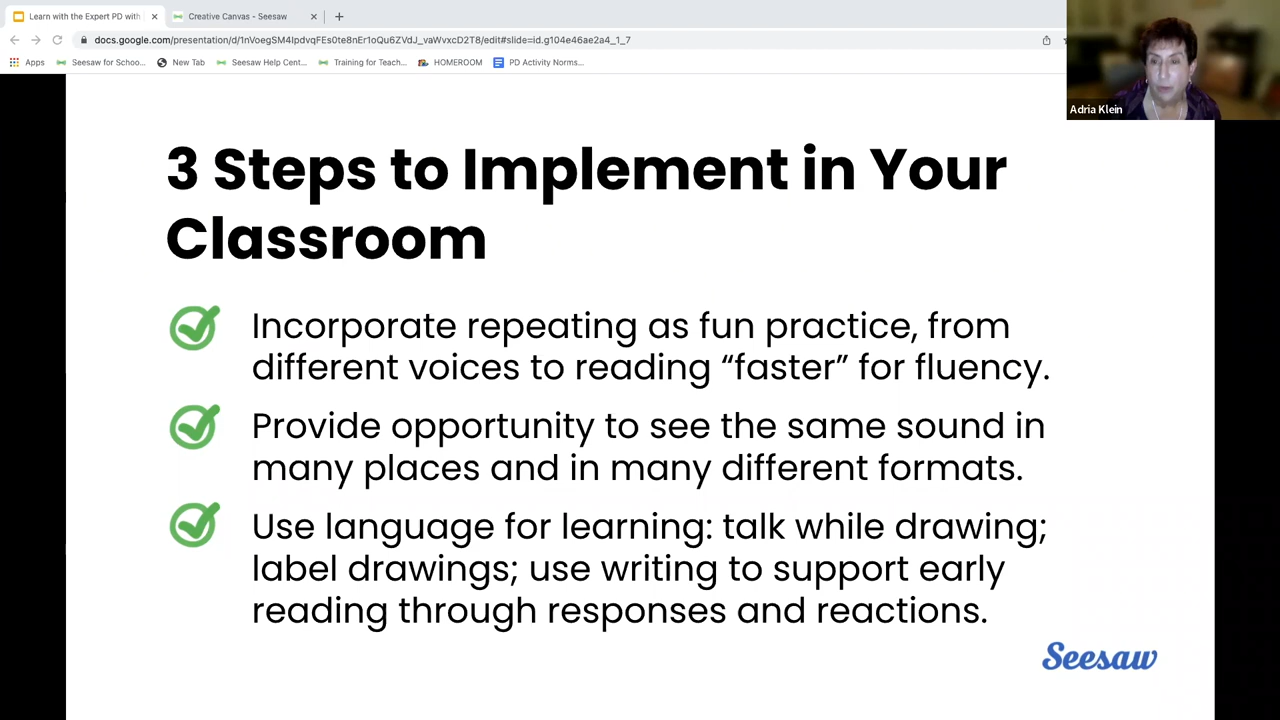 Learn with the Expert PD with
Creative Canvas - Seesaw
docs.google.com/presentation/d/1nVoegSM4IpdvqFEs0te8nEr1oQu6ZVdJ_vaWvxcD2T8/edit#slide=id.g104e46ae2a4_1_7
Apps Seesaw for Schoo... New Tab Seesaw Help Cent... Training for Teach... HOMEROOM PD Activity Norms...
Adria Klein
3 Steps to Implement in Your
Classroom
Incorporate repeating as fun practice, from
different voices to reading “faster” for fluency.
Provide opportunity to see the same sound in
many places and in many different formats.
Use language for learning: talk while drawing;
label drawings; use writing to support early
reading through responses and reactions.
Seesaw